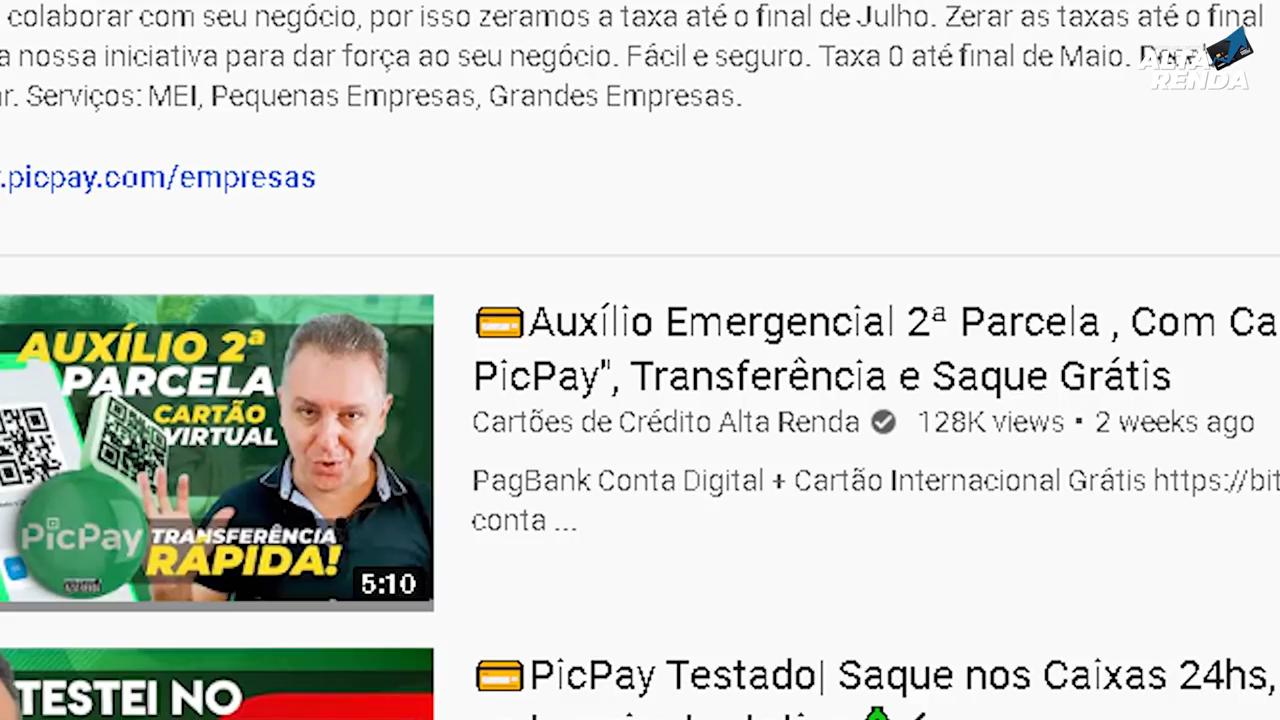 colaborar com seu negócio, por isso zeramos a taxa até o final de Julho. Zerar as taxas até o final
a nossa iniciativa para dar força ao seu negócio. Fácil e seguro. Taxa 0 até final de Maio.
ar. Serviços: MEI, Pequenas Empresas, Grandes Empresas.
ALTA
RENDA
.picpay.com/empresas
AUXÍLIO 2ª
PARCELA
CARTÃO
VIRTUAL
PicPay
TRANSFERÊNCIA
RAPIDA!
5:10
Auxílio Emergencial 2ª Parcela , Com Ca
PicPay", Transferência e Saque Grátis
Cartões de Crédito Alta Renda 128K views • 2 weeks ago
PagBank Conta Digital + Cartão Internacional Grátis https://bit
conta ...
TESTEI NO
PicPay Testado| Saque nos Caixas 24hs,